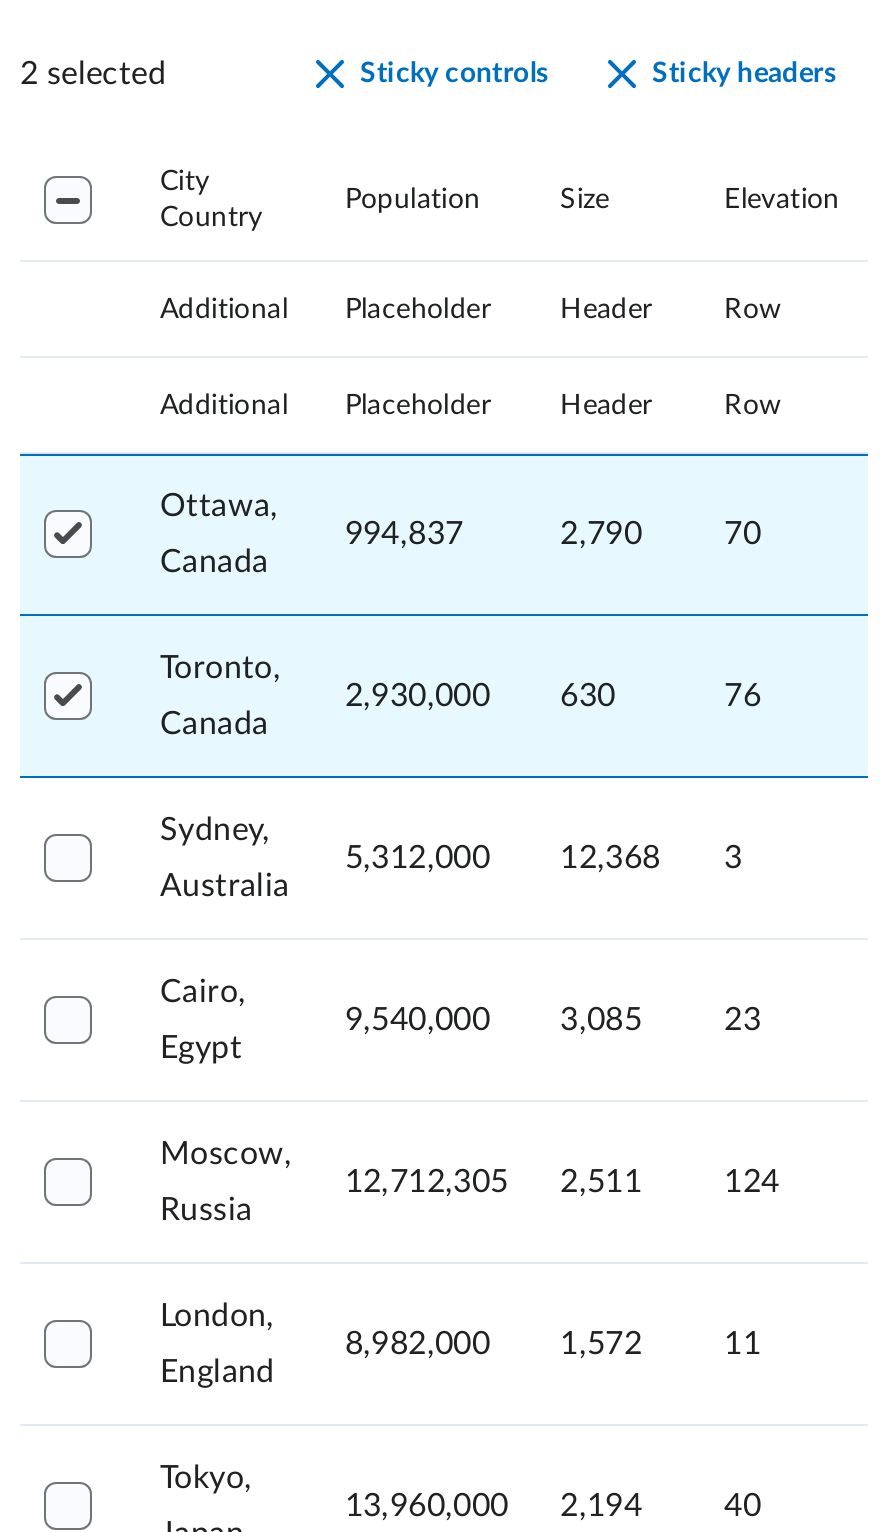 2 selected Sticky controls Sticky headers
City
Country Population Size Elevation
Additional Placeholder Header Row
Additional Placeholder Header Row
Ottawa,
Canada 994,837 2,790 70
Toronto,
Canada 2,930,000 630 76
Sydney,
Australia 5,312,000 12,368 3
Cairo,
Egypt 9,540,000 3,085 23
Moscow,
Russia 12,712,305 2,511 124
London,
England 8,982,000 1,572 11
Tokyo,
Japan 13,960,000 2,194 40